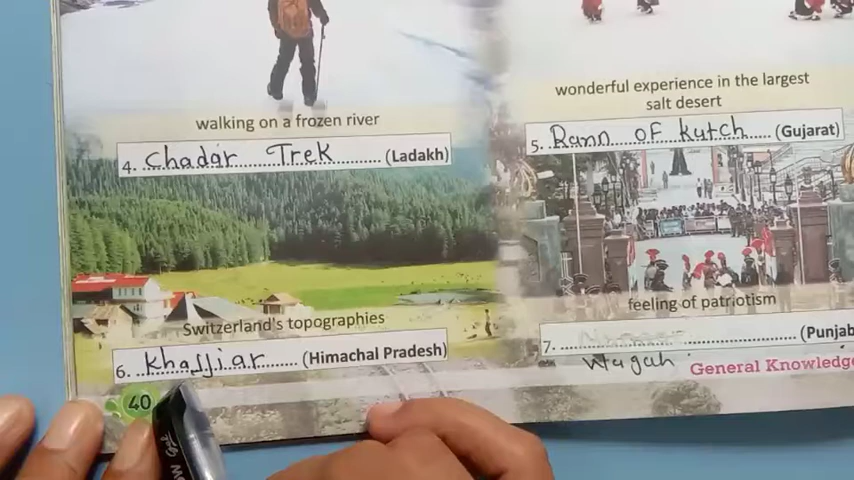 walking on a frozen river
4. Chadar Trek (Ladakh)
wonderful experience in the largest
salt desert
5. Rann of Kutch (Gujarat)
Switzerland's topographies
6. Khajjiar (Himachal Pradesh)
feeling of patriotism
7. (Punjab
Wagah
40
General Knowledge